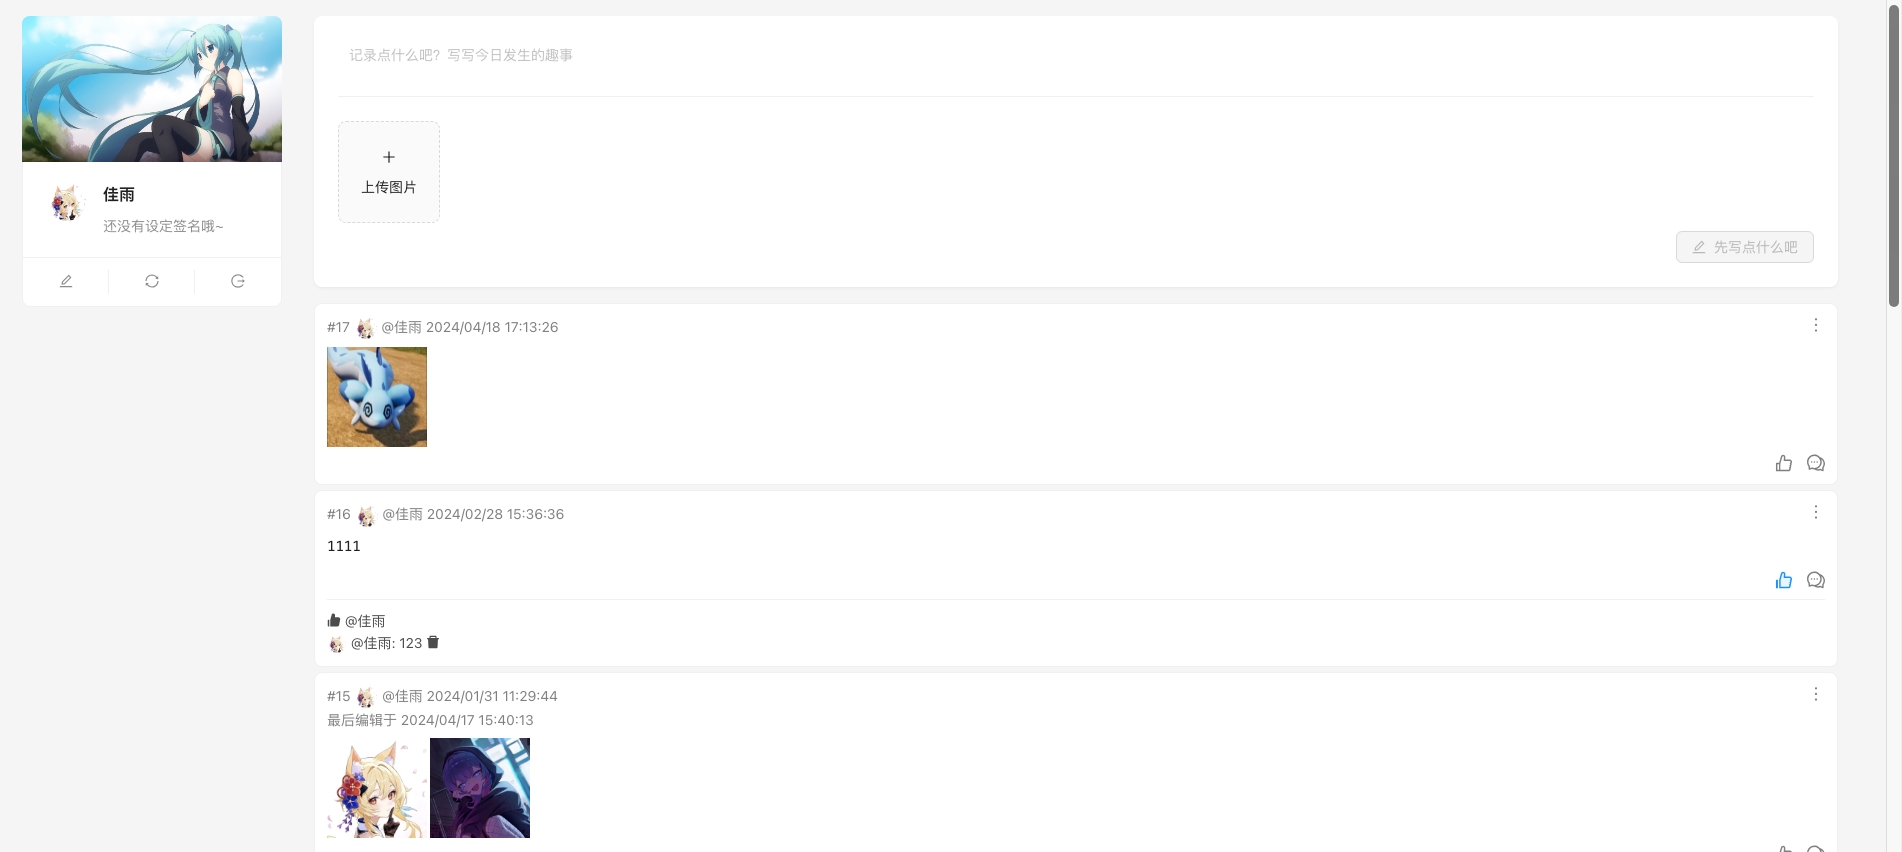 佳雨
还没有设定签名哦~
记录点什么吧？写写今日发生的趣事
上传图片
先写点什么吧
#17 @佳雨 2024/04/18 17:13:26
#16 @佳雨 2024/02/28 15:36:36
1111
@佳雨
@佳雨: 123
#15 @佳雨 2024/01/31 11:29:44
最后编辑于 2024/04/17 15:40:13